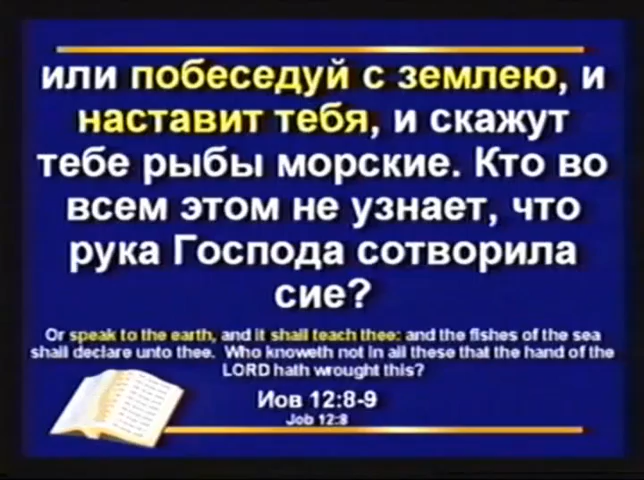 или побеседуй с землею, и
наставит тебя, и скажут
тебе рыбы морские. Кто во
всем этом не узнает, что
рука Господа сотворила
сие?
Or speak to the earth, and it shall teach thee: and the fishes of the sea
shall declare unto thee. Who knoweth not in all these that the hand of the
LORD hath wrought this?
Иов 12:8-9
Job 12:8